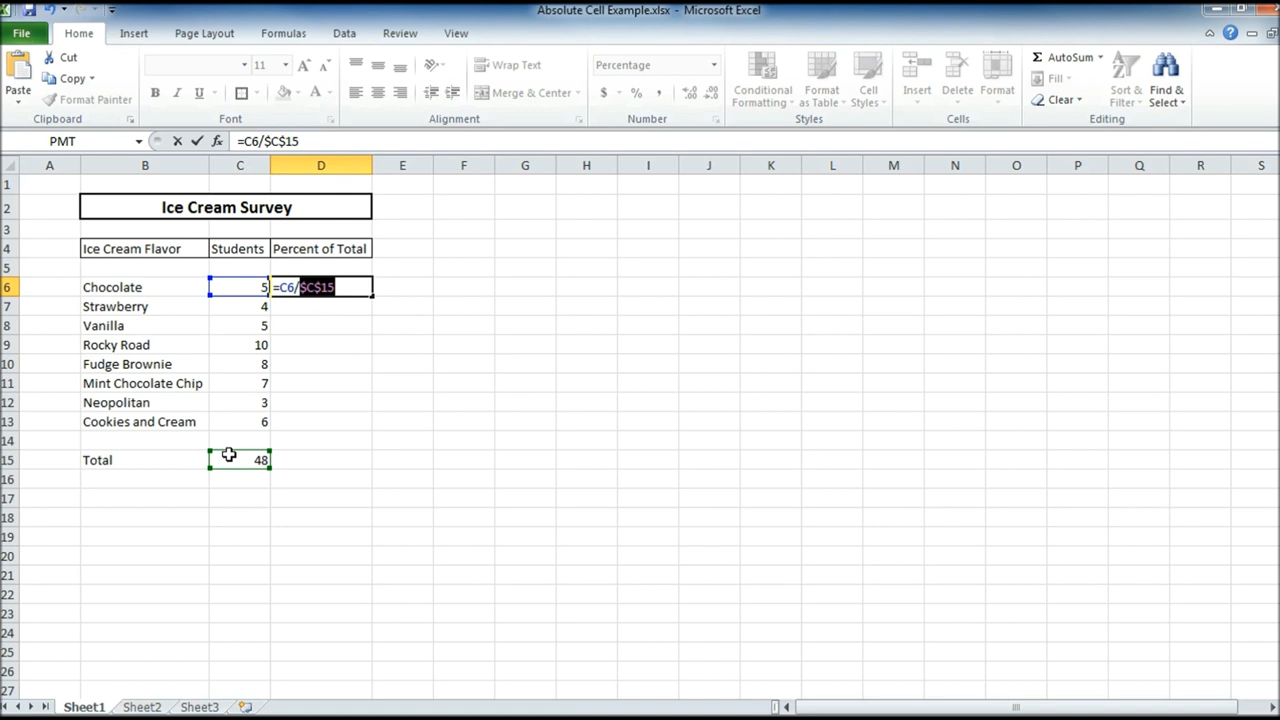 Absolute Cell Example.xlsx - Microsoft Excel
File Home Insert Page Layout Formulas Data Review View
Cut
Copy
Format Painter
Paste
Clipboard
11
A A
B I U
A
Font
Wrap Text
Merge & Center
Alignment
Percentage
$ % , .0 .00
Number
Conditional Formatting
Format as Table
Cell Styles
Styles
Insert Delete Format
Cells
Σ AutoSum
Fill
Clear
Sort & Filter
Find & Select
Editing
PMT fx =C6/$C$15
A B C D E F G H I J K L M N O P Q R S
1
2 Ice Cream Survey
3
4 Ice Cream Flavor Students Percent of Total
5
6 Chocolate 5 =C6/$C$15
7 Strawberry 4
8 Vanilla 5
9 Rocky Road 10
10 Fudge Brownie 8
11 Mint Chocolate Chip 7
12 Neopolitan 3
13 Cookies and Cream 6
14
15 Total 48
16
17
18
19
20
21
22
23
24
25
26
27
Sheet1 Sheet2 Sheet3